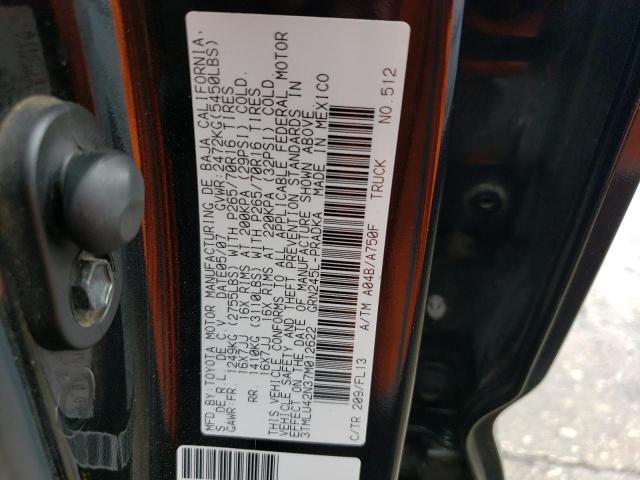 MFD BY:TOYOTA MOTOR MANUFACTURING DE BAJA CALIFORNIA,
S. DE R.L. DE C.V. DATE:05/07 GVWR:2472KG(5450LBS)
GAWR:FR. 1249KG (2755LBS) WITH P265/70R16 TIRES
16X7JJ 16X RIMS AT 200KPA (29PSI) COLD.
RR. 1410KG (3110LBS) WITH P265/70R16 TIRES
16X7JJ 16X RIMS AT 220KPA (32PSI) COLD.
THIS VEHICLE CONFORMS TO ALL APPLICABLE FEDERAL MOTOR
VEHICLE SAFETY AND THEFT PREVENTION STANDARDS IN
EFFECT ON THE DATE OF MANUFACTURE SHOWN ABOVE.
3TMLU42N37M012622 GRN245L-PRADKA MADE IN MEXICO
C/TR 209/FL13 A/TM A04B/A750F TRUCK NO.512